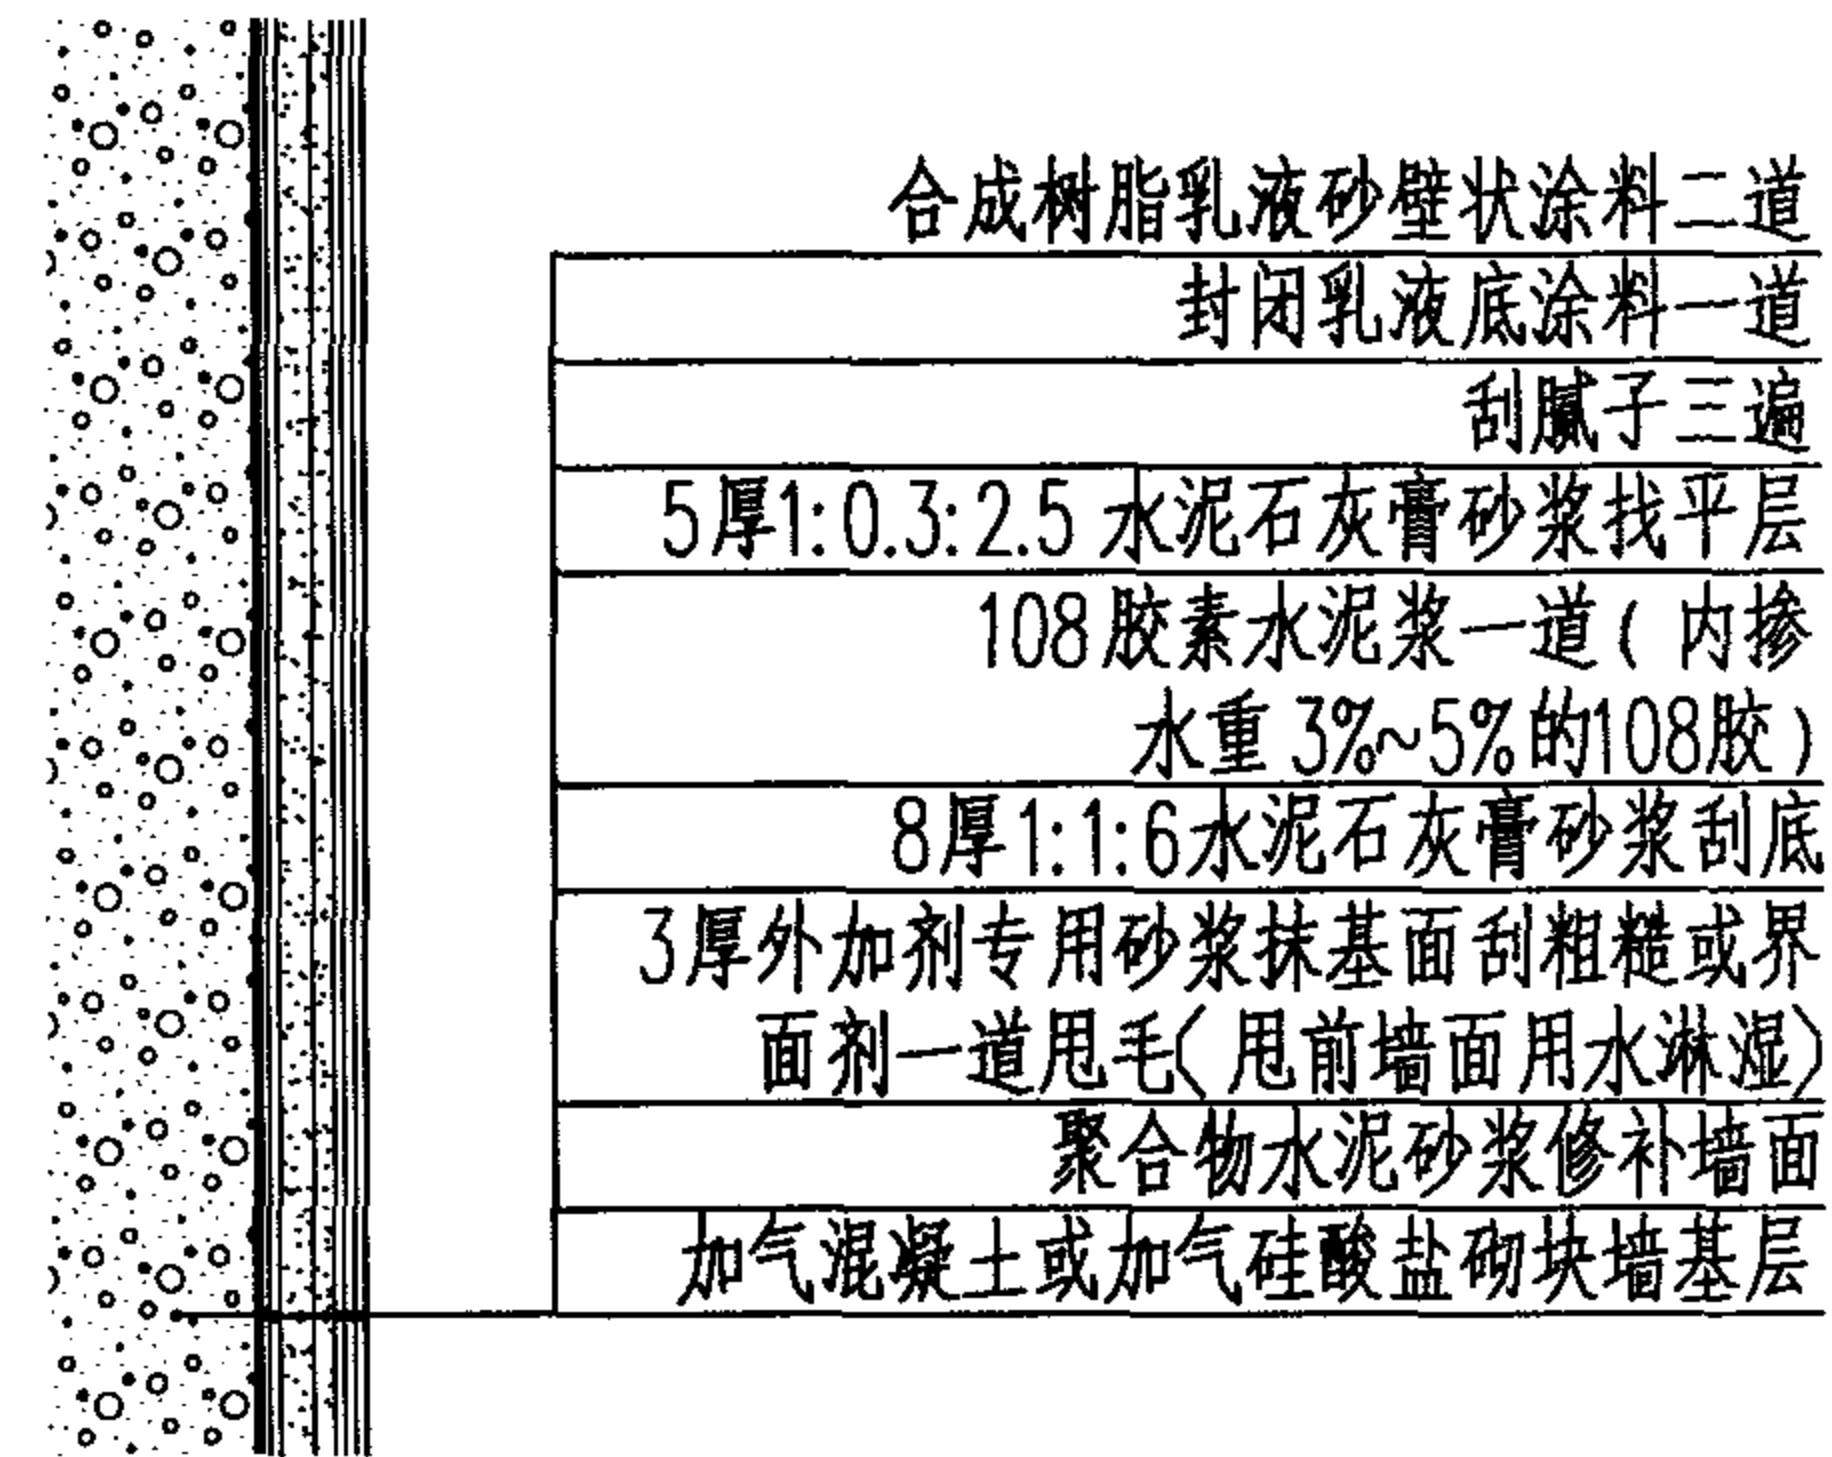 合成树脂乳液砂壁状涂料二道
封闭乳液底涂料一道
刮腻子三遍
5厚1:0.3:2.5 水泥石灰膏砂浆找平层
108胶素水泥浆一道( 内掺
水重 3%~5% 的108胶)
8厚1:1:6水泥石灰膏砂浆刮底
3厚外加剂专用砂浆抹基面刮粗糙或界
面剂一道甩毛(甩前墙面用水淋湿)
聚合物水泥砂浆修补墙面
加气混凝土或加气硅酸盐砌块墙基层